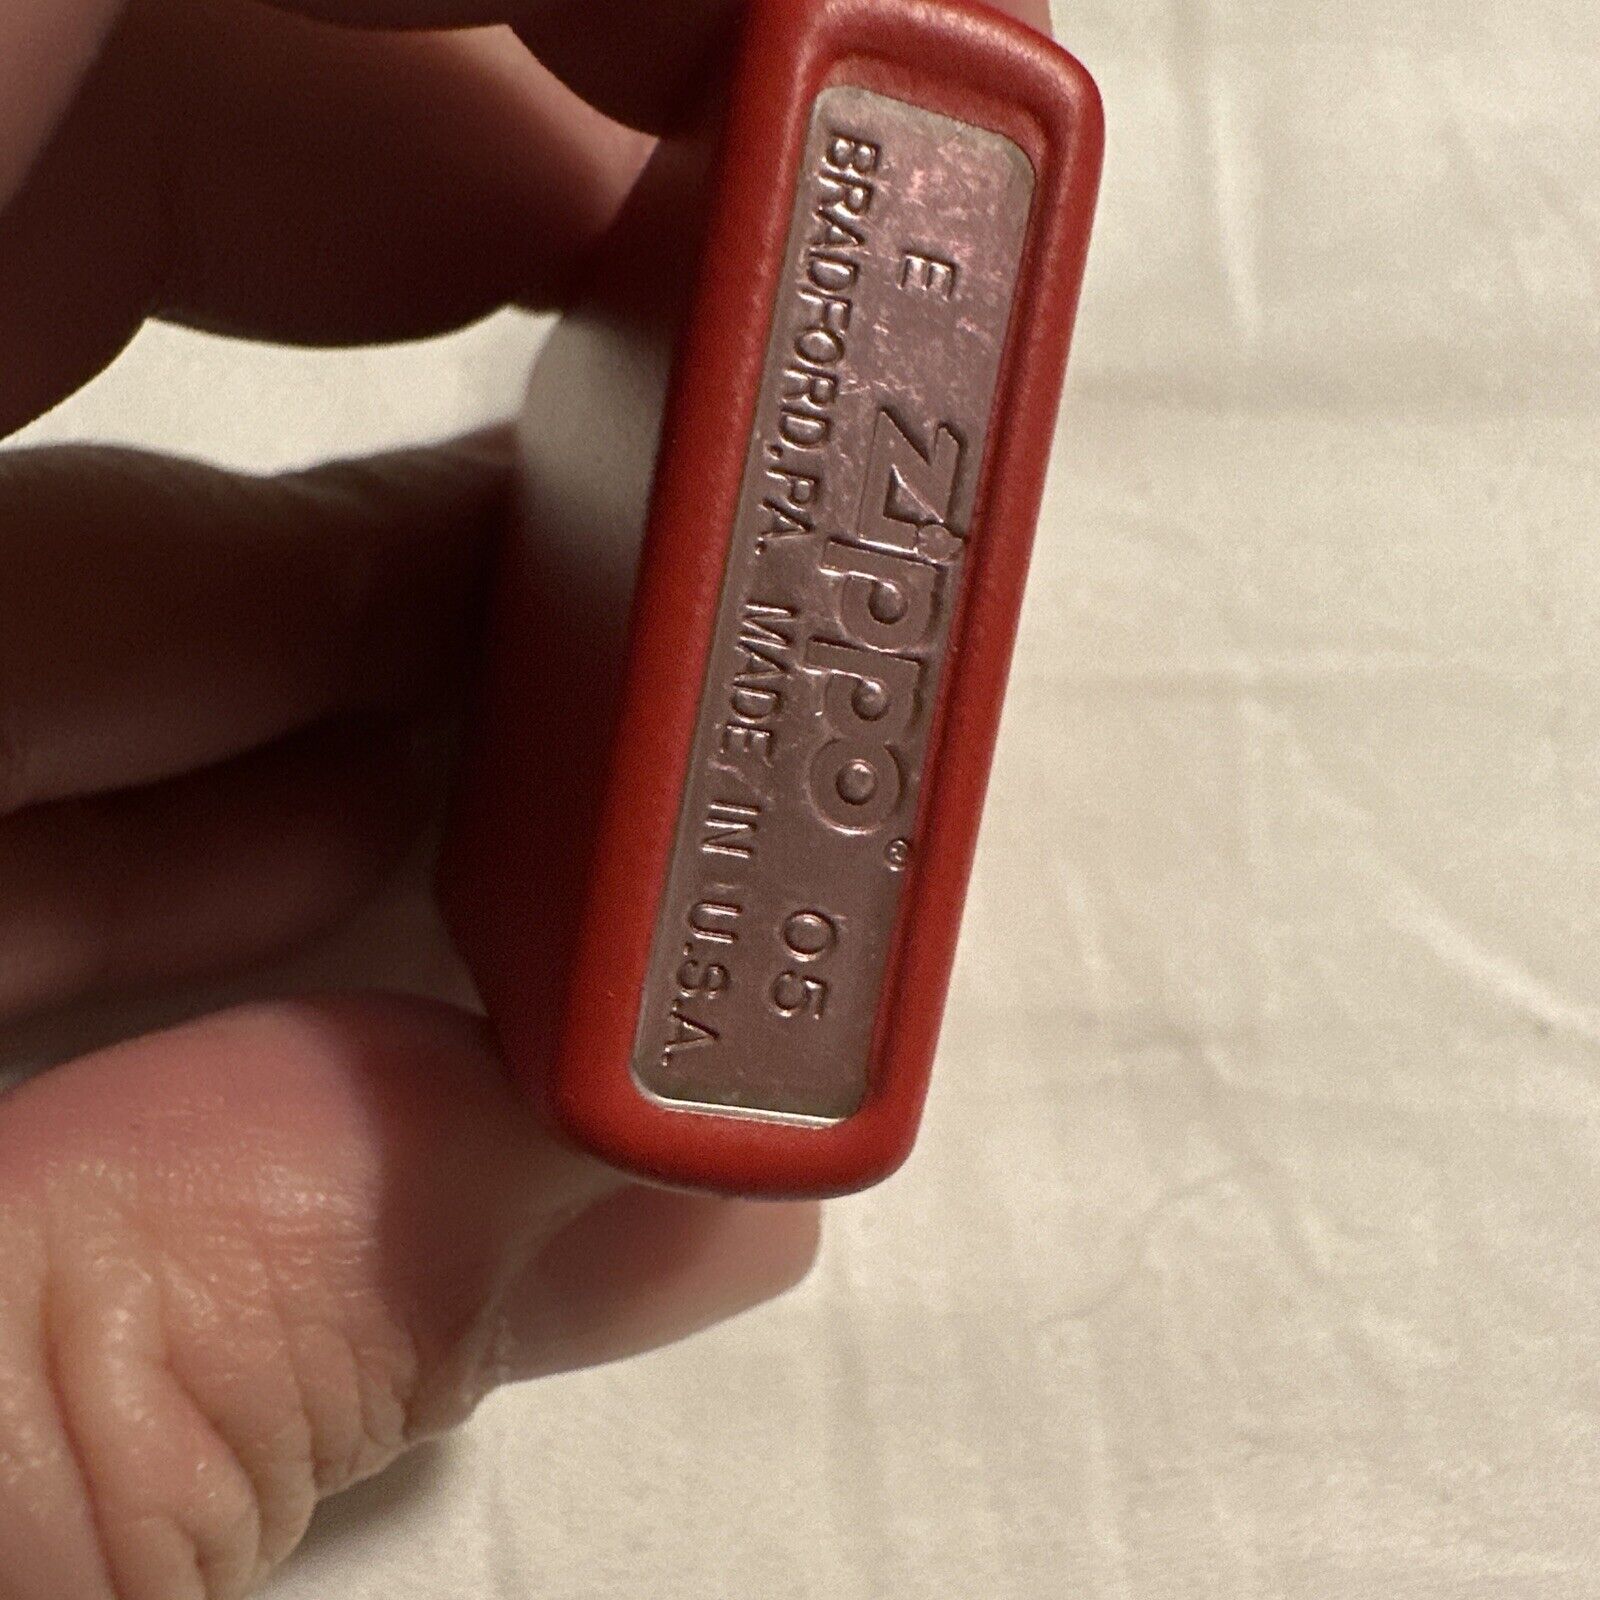 E Zippo® 05
BRADFORD, PA. MADE IN U.S.A.